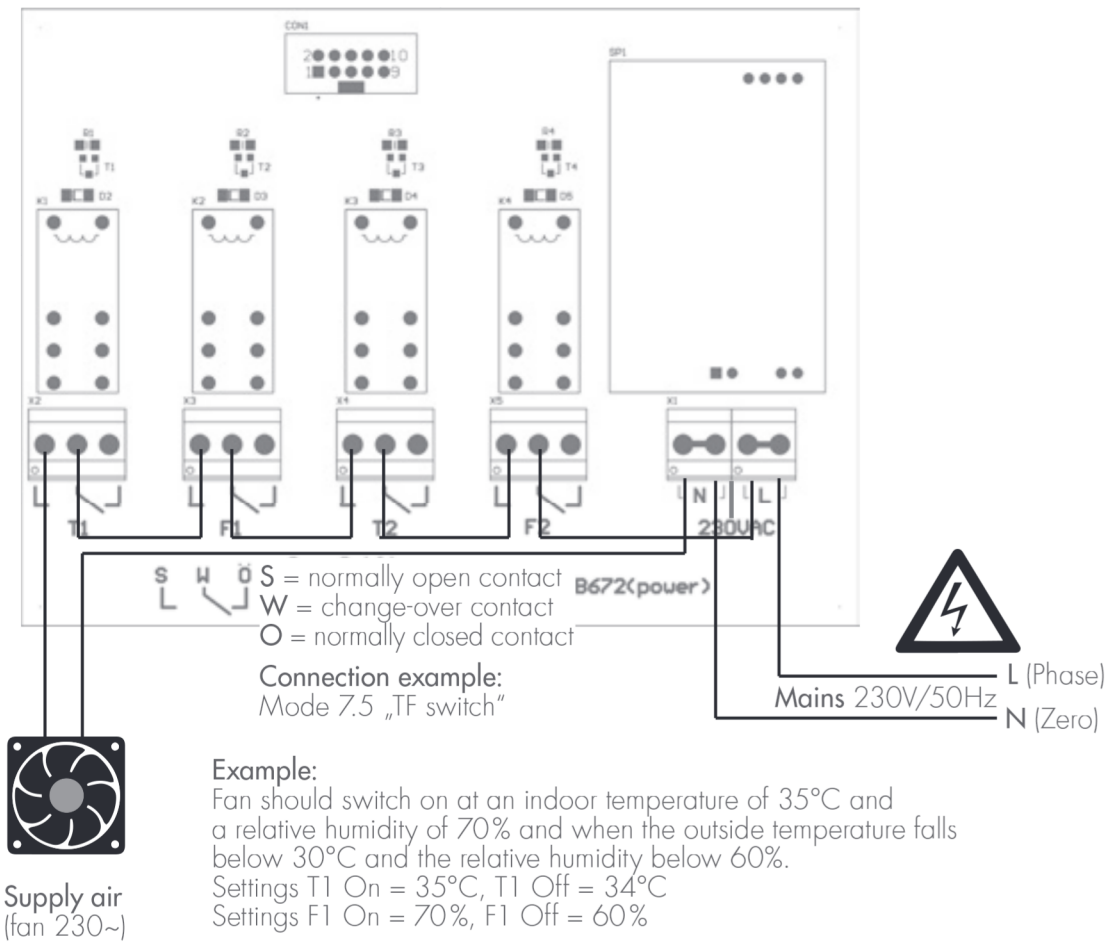 CON1
2 10
1 9
SP1
R1 R2 R3 R4
T1 T2 T3 T4
K1 D2 K2 D3 K3 D4 K4 D5
X2 X3 X4 X5 X1
N L
T1 F1 T2 F2 230VAC
S W Ö
S = normally open contact
W = change-over contact
O = normally closed contact
B672(power)
Connection example:
Mode 7.5 „TF switch“
L (Phase)
Mains 230V/50Hz
N (Zero)
Example:
Fan should switch on at an indoor temperature of 35°C and
a relative humidity of 70% and when the outside temperature falls
below 30°C and the relative humidity below 60%.
Settings T1 On = 35°C, T1 Off = 34°C
Settings F1 On = 70%, F1 Off = 60%
Supply air
(fan 230~)